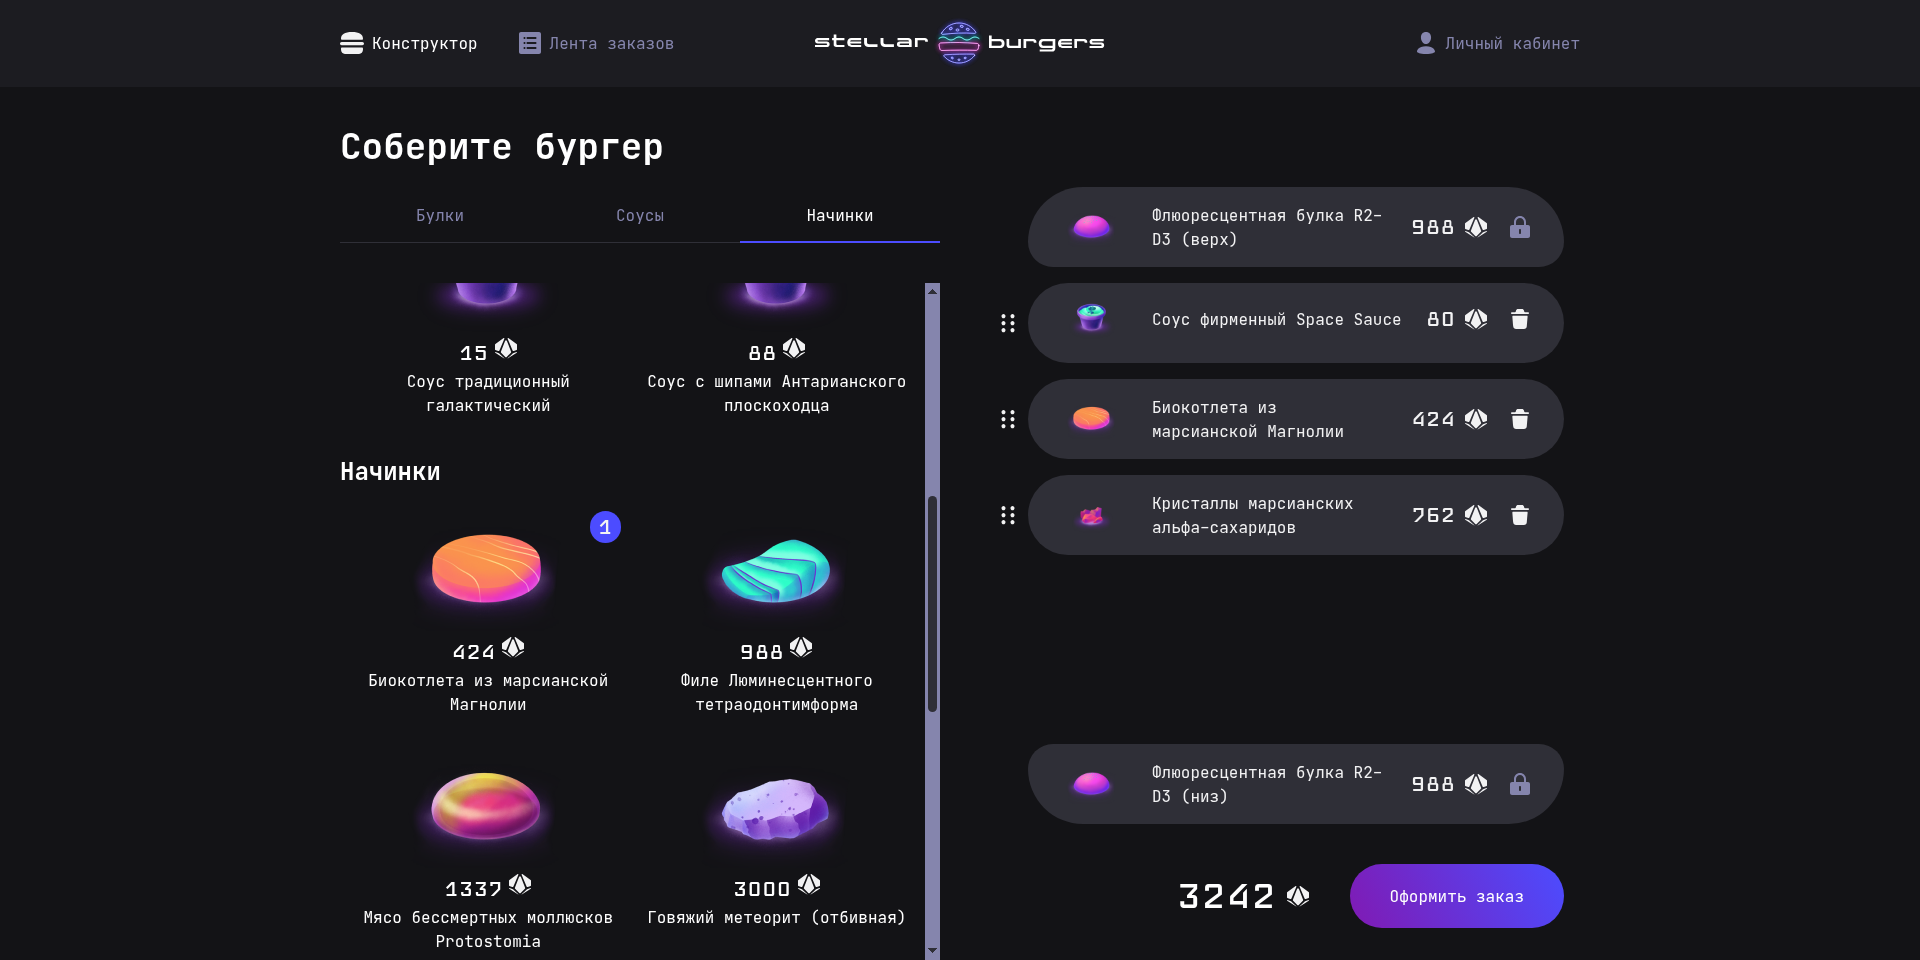 Конструктор
Лента заказов
stellar burgers
Личный кабинет
Соберите бургер
Булки
Соусы
Начинки
15
Соус традиционный
галактический
88
Соус с шипами Антарианского
плоскоходца
Начинки
1
424
Биокотлета из марсианской
Магнолии
988
Филе Люминесцентного
тетраодонтимформа
1337
Мясо бессмертных моллюсков
Protostomia
3000
Говяжий метеорит (отбивная)
Флюоресцентная булка R2-
D3 (верх)
988
Соус фирменный Space Sauce
80
Биокотлета из
марсианской Магнолии
424
Кристаллы марсианских
альфа-сахаридов
762
Флюоресцентная булка R2-
D3 (низ)
988
3242
Оформить заказ